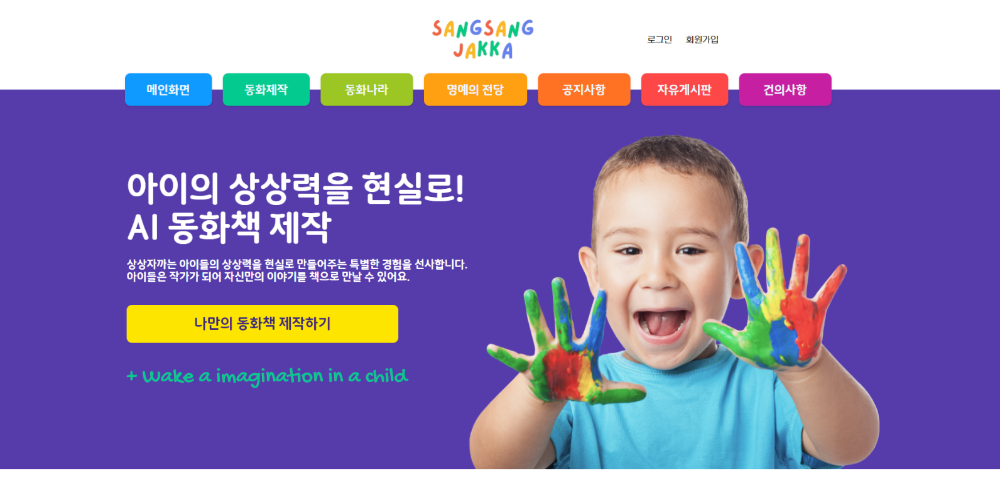 SANGSANG
JAKKA
로그인 회원가입
메인화면 동화제작 동화나라 명예의 전당 공지사항 자유게시판 건의사항
아이의 상상력을 현실로!
AI 동화책 제작
상상자까는 아이들의 상상력을 현실로 만들어주는 특별한 경험을 선사합니다.
아이들은 작가가 되어 자신만의 이야기를 책으로 만날 수 있어요.
나만의 동화책 제작하기
+ Wake a imagination in a child